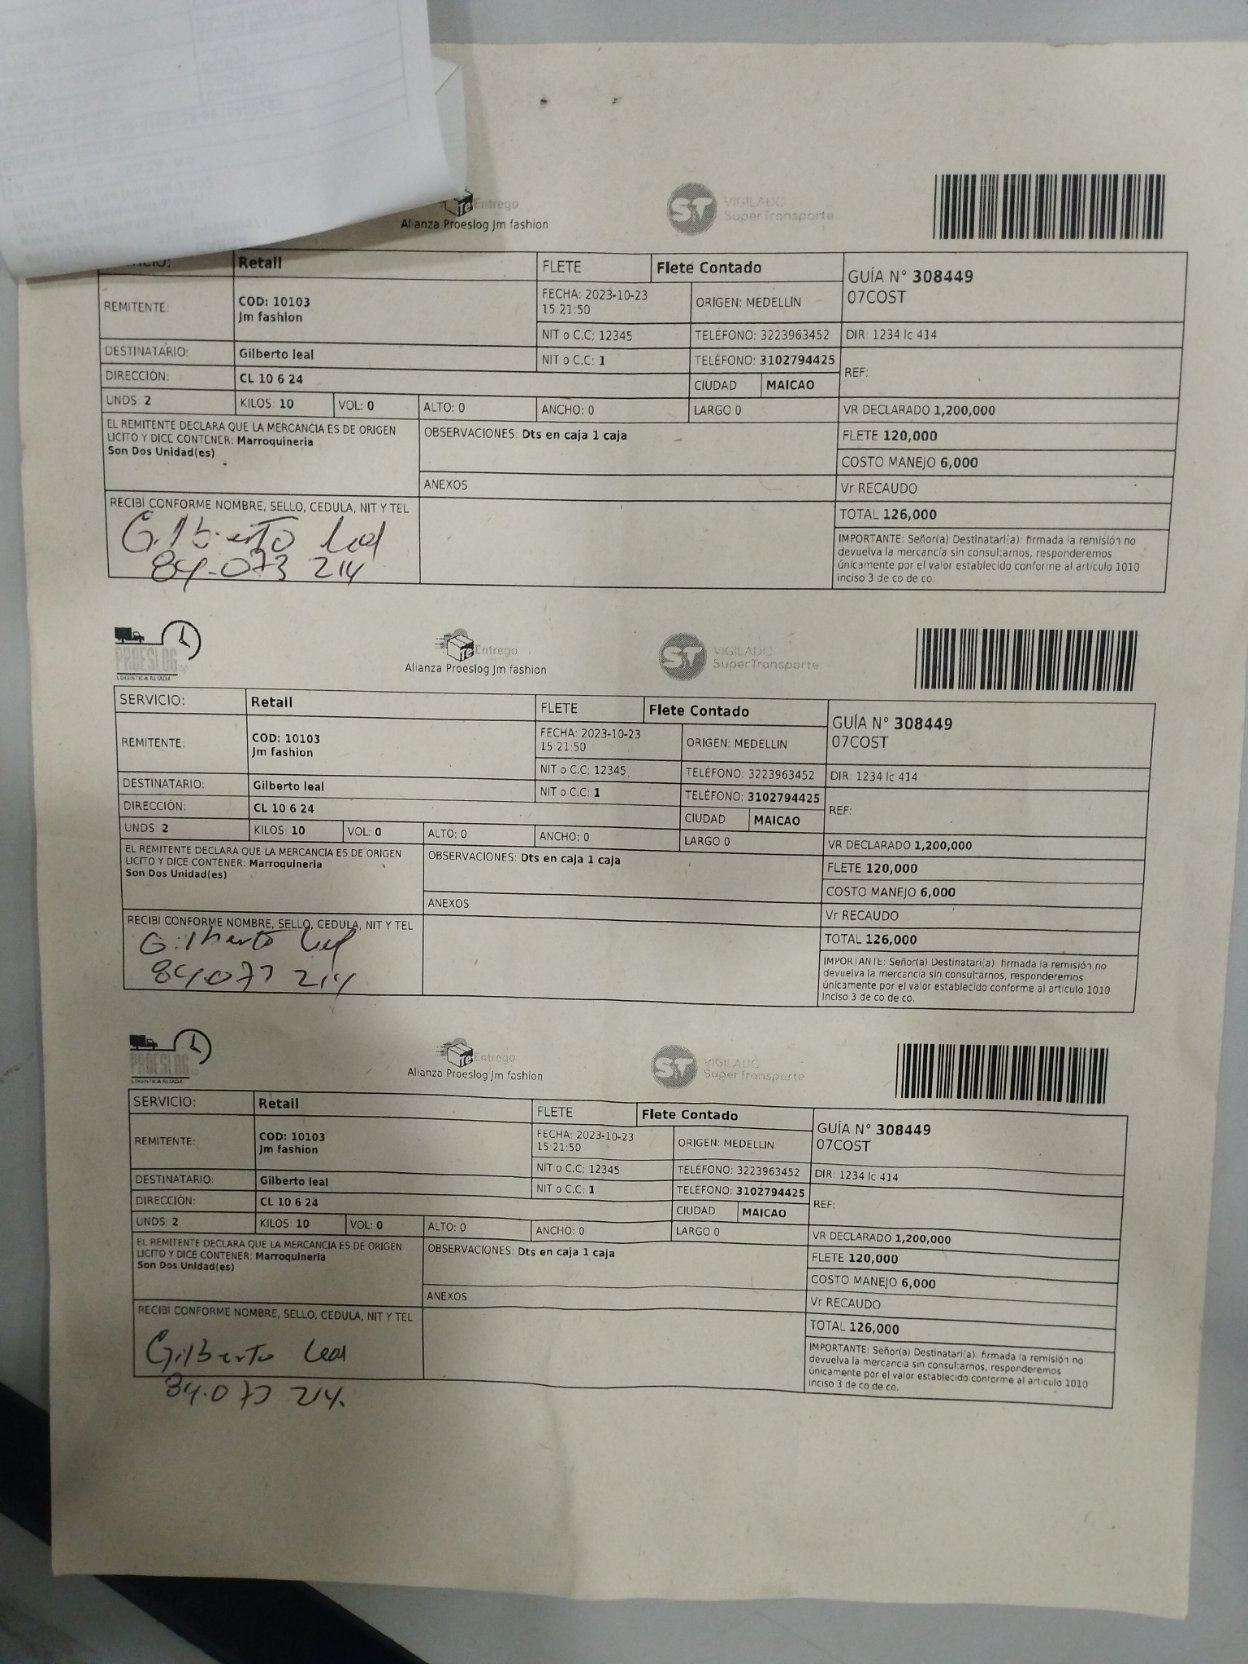 Entrego
Alianza Proeslog Jm fashion
ST VIGILADO
SuperTransporte
Retail
FLETE
Flete Contado
GUÍA N° 308449
07COST
REMITENTE:
COD: 10103
Jm fashion
FECHA: 2023-10-23
15:21:50
ORIGEN: MEDELLIN
NIT o C.C; 12345
TELÉFONO: 3223963452
DIR: 1234 lc 414
DESTINATARIO:
Gilberto leal
NIT o C.C: 1
TELÉFONO: 3102794425
REF:
DIRECCIÓN:
CL 10 6 24
CIUDAD
MAICAO
UNDS: 2
KILOS: 10
VOL: 0
ALTO: 0
ANCHO: 0
LARGO 0
VR DECLARADO 1,200,000
EL REMITENTE DECLARA QUE LA MERCANCIA ES DE ORIGEN
LICITO Y DICE CONTENER: Marroquineria
Son Dos Unidad(es)
OBSERVACIONES: Dts en caja 1 caja
FLETE 120,000
COSTO MANEJO 6,000
ANEXOS
Vr RECAUDO
RECIBI CONFORME NOMBRE, SELLO, CEDULA, NIT Y TEL
TOTAL 126,000
Gilberto leal
84.073 214
IMPORTANTE: Señor(a) Destinatari(a): firmada la remisión no
devuelva la mercancía sin consultarnos, responderemos
únicamente por el valor establecido conforme al artículo 1010
inciso 3 de co de co.
PROESLOG
LOGISTICA ALIADA
Entrego
Alianza Proeslog Jm fashion
ST VIGILADO
SuperTransporte
SERVICIO:
Retail
FLETE
Flete Contado
GUÍA N° 308449
07COST
REMITENTE:
COD: 10103
Jm fashion
FECHA: 2023-10-23
15:21:50
ORIGEN: MEDELLIN
NIT o C.C; 12345
TELÉFONO: 3223963452
DIR: 1234 lc 414
DESTINATARIO:
Gilberto leal
NIT o C.C: 1
TELÉFONO: 3102794425
REF:
DIRECCIÓN:
CL 10 6 24
CIUDAD
MAICAO
UNDS: 2
KILOS: 10
VOL: 0
ALTO: 0
ANCHO: 0
LARGO 0
VR DECLARADO 1,200,000
EL REMITENTE DECLARA QUE LA MERCANCIA ES DE ORIGEN
LICITO Y DICE CONTENER: Marroquineria
Son Dos Unidad(es)
OBSERVACIONES: Dts en caja 1 caja
FLETE 120,000
COSTO MANEJO 6,000
ANEXOS
Vr RECAUDO
RECIBI CONFORME NOMBRE, SELLO, CEDULA, NIT Y TEL
TOTAL 126,000
Gilberto leal
84.073 214
IMPORTANTE: Señor(a) Destinatari(a): firmada la remisión no
devuelva la mercancía sin consultarnos, responderemos
únicamente por el valor establecido conforme al artículo 1010
inciso 3 de co de co.
PROESLOG
LOGISTICA ALIADA
Entrego
Alianza Proeslog Jm fashion
ST VIGILADO
SuperTransporte
SERVICIO:
Retail
FLETE
Flete Contado
GUÍA N° 308449
07COST
REMITENTE:
COD: 10103
Jm fashion
FECHA: 2023-10-23
15:21:50
ORIGEN: MEDELLIN
NIT o C.C; 12345
TELÉFONO: 3223963452
DIR: 1234 lc 414
DESTINATARIO:
Gilberto leal
NIT o C.C: 1
TELÉFONO: 3102794425
REF:
DIRECCIÓN:
CL 10 6 24
CIUDAD
MAICAO
UNDS: 2
KILOS: 10
VOL: 0
ALTO: 0
ANCHO: 0
LARGO 0
VR DECLARADO 1,200,000
EL REMITENTE DECLARA QUE LA MERCANCIA ES DE ORIGEN
LICITO Y DICE CONTENER: Marroquineria
Son Dos Unidad(es)
OBSERVACIONES: Dts en caja 1 caja
FLETE 120,000
COSTO MANEJO 6,000
ANEXOS
Vr RECAUDO
RECIBI CONFORME NOMBRE, SELLO, CEDULA, NIT Y TEL
TOTAL 126,000
Gilberto leal
84.073 214.
IMPORTANTE: Señor(a) Destinatari(a): firmada la remisión no
devuelva la mercancía sin consultarnos, responderemos
únicamente por el valor establecido conforme al artículo 1010
inciso 3 de co de co.